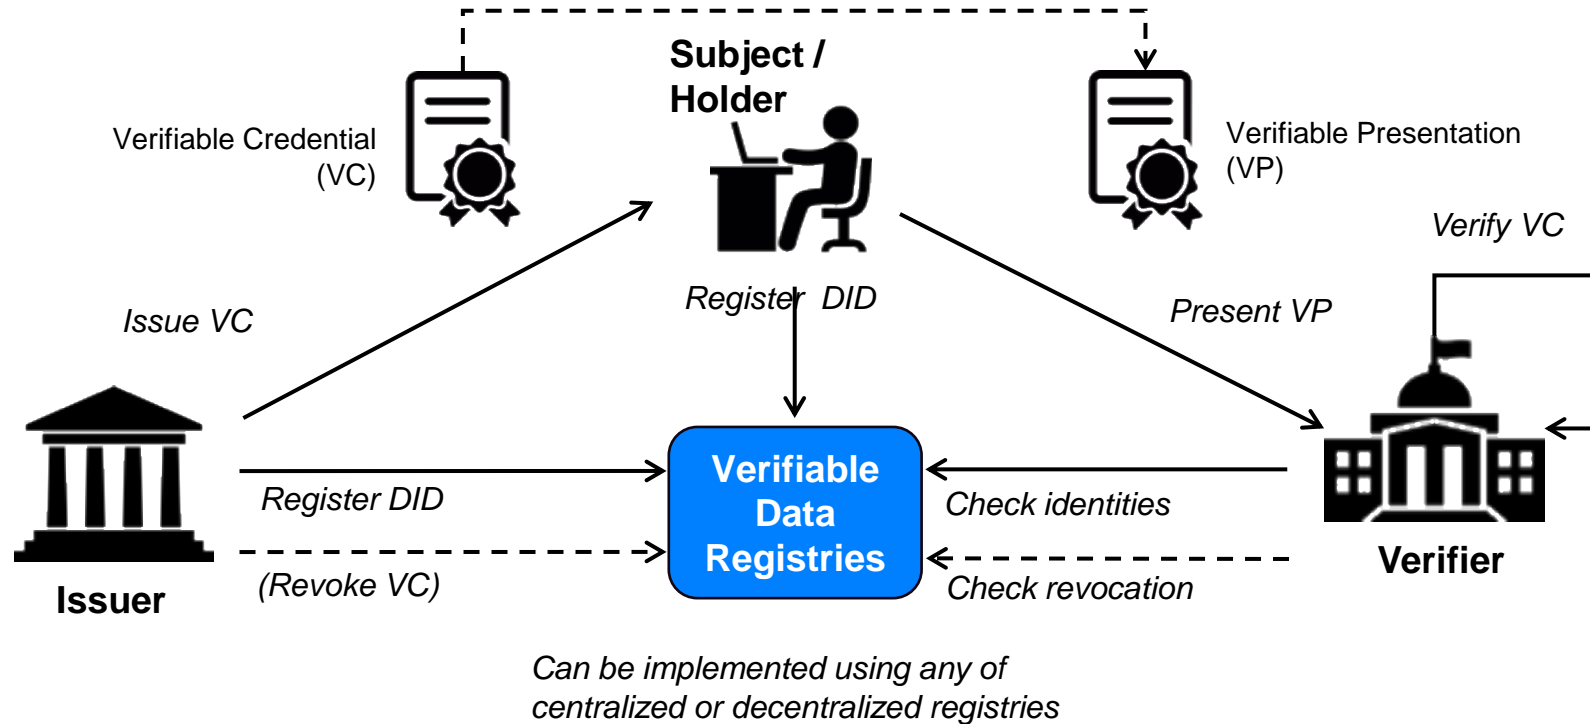 Subject /
Holder
Verifiable Credential
(VC)
Verifiable Presentation
(VP)
Verify VC
Issue VC
Register DID
Present VP
Register DID
(Revoke VC)
Verifiable
Data
Registries
Check identities
Check revocation
Issuer
Verifier
Can be implemented using any of
centralized or decentralized registries